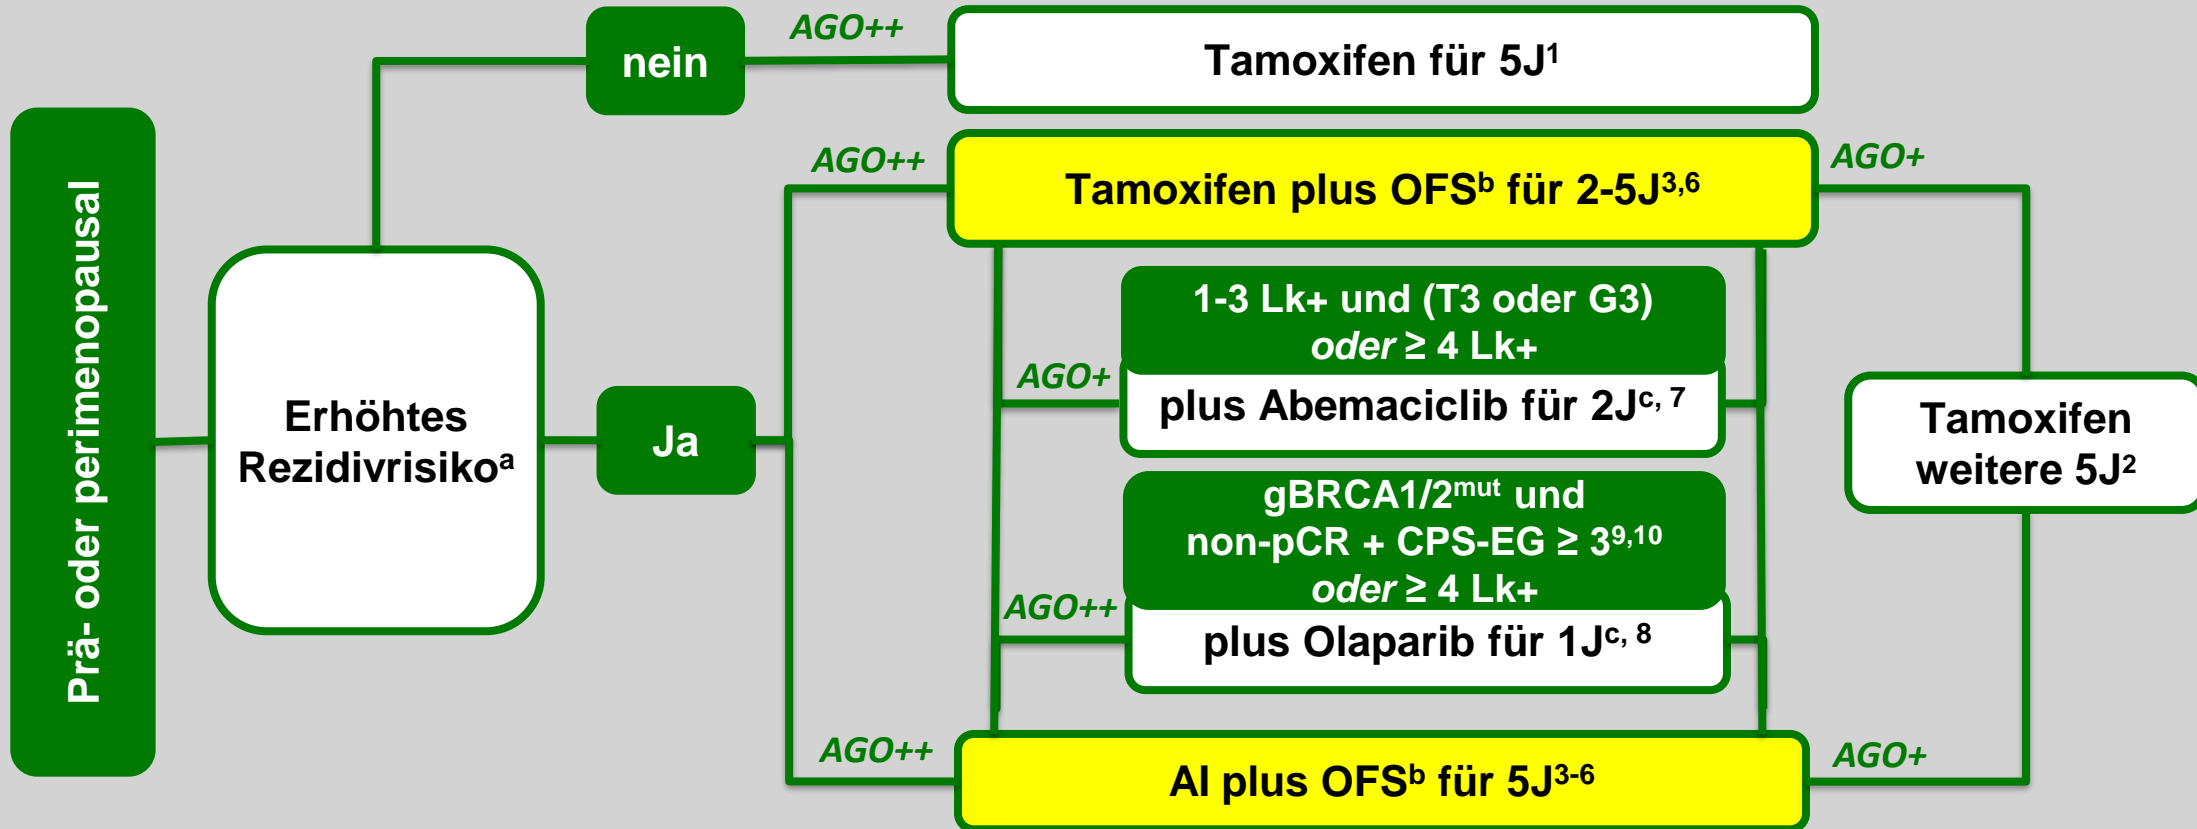 Prä- oder perimenopausal
Erhöhtes
Rezidivrisikoᵃ
nein
AGO++
Tamoxifen für 5J¹
Ja
AGO++
Tamoxifen plus OFSᵇ für 2-5J³,⁶
AGO+
1-3 Lk+ und (T3 oder G3)
oder ≥ 4 Lk+
AGO+
plus Abemaciclib für 2Jᶜ, ⁷
gBRCA1/2ᵐᵘᵗ und
non-pCR + CPS-EG ≥ 3⁹,¹⁰
oder ≥ 4 Lk+
AGO++
plus Olaparib für 1Jᶜ, ⁸
AGO++
AI plus OFSᵇ für 5J³⁻⁶
AGO+
Tamoxifen
weitere 5J²